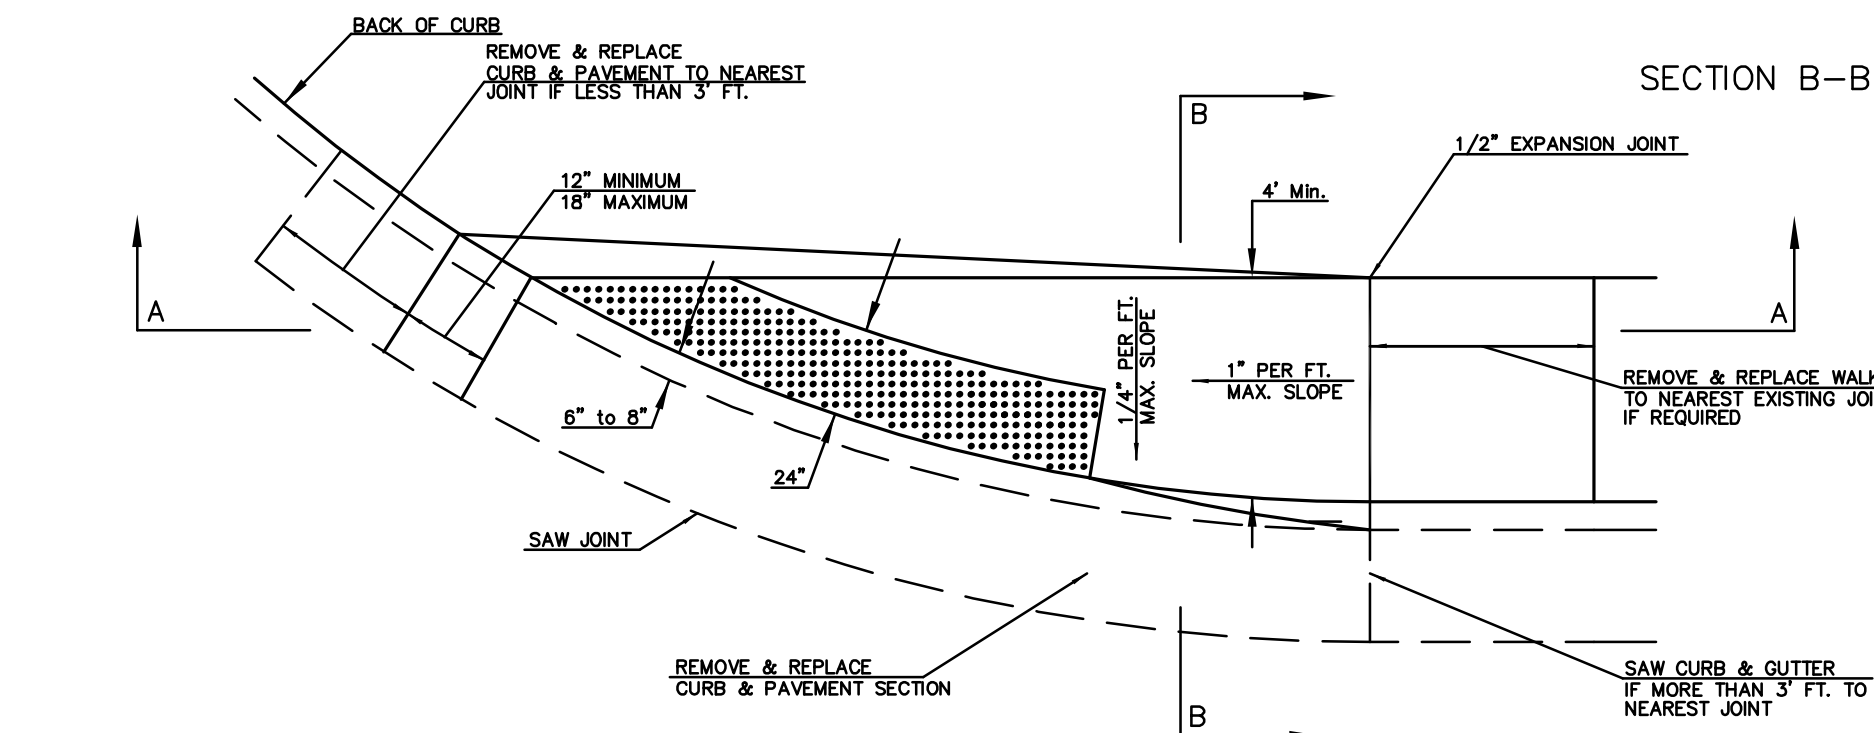 BACK OF CURB
REMOVE & REPLACE
CURB & PAVEMENT TO NEAREST
JOINT IF LESS THAN 3' FT.
SECTION B-B
B
1/2" EXPANSION JOINT
12" MINIMUM
18" MAXIMUM
4' Min.
A
A
1/4" PER FT.
MAX. SLOPE
1" PER FT.
MAX. SLOPE
REMOVE & REPLACE WALK
TO NEAREST EXISTING JOI
IF REQUIRED
6" to 8"
24"
SAW JOINT
REMOVE & REPLACE
CURB & PAVEMENT SECTION
SAW CURB & GUTTER
IF MORE THAN 3' FT. TO
NEAREST JOINT
B